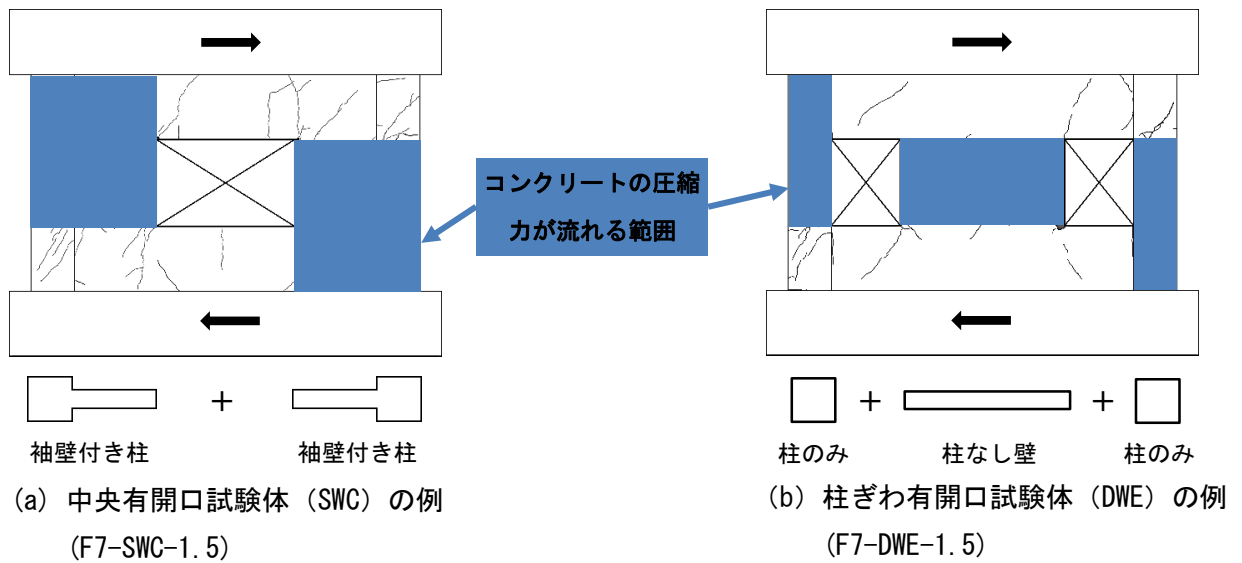 コンクリートの圧縮
力が流れる範囲
+
袖壁付き柱 袖壁付き柱
(a) 中央有開口試験体（SWC）の例
(F7-SWC-1.5)
+ +
柱のみ 柱なし壁 柱のみ
(b) 柱ぎわ有開口試験体（DWE）の例
(F7-DWE-1.5)